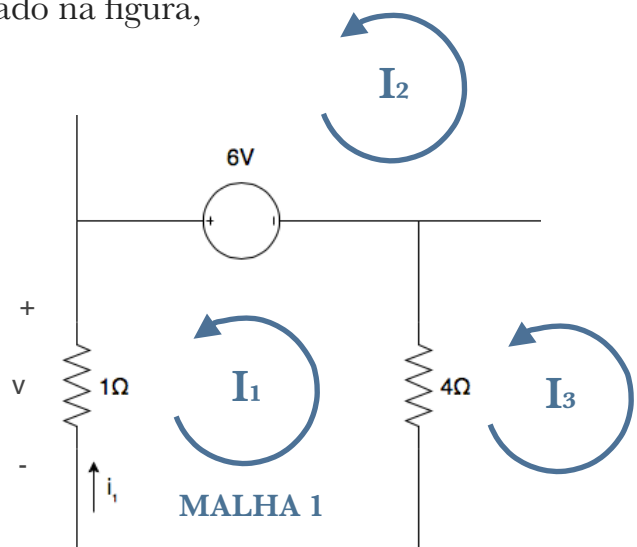 ado na figura,
I₂
6V
+ -
+
v
-
1Ω
I₁
4Ω
I₃
i₁
MALHA 1